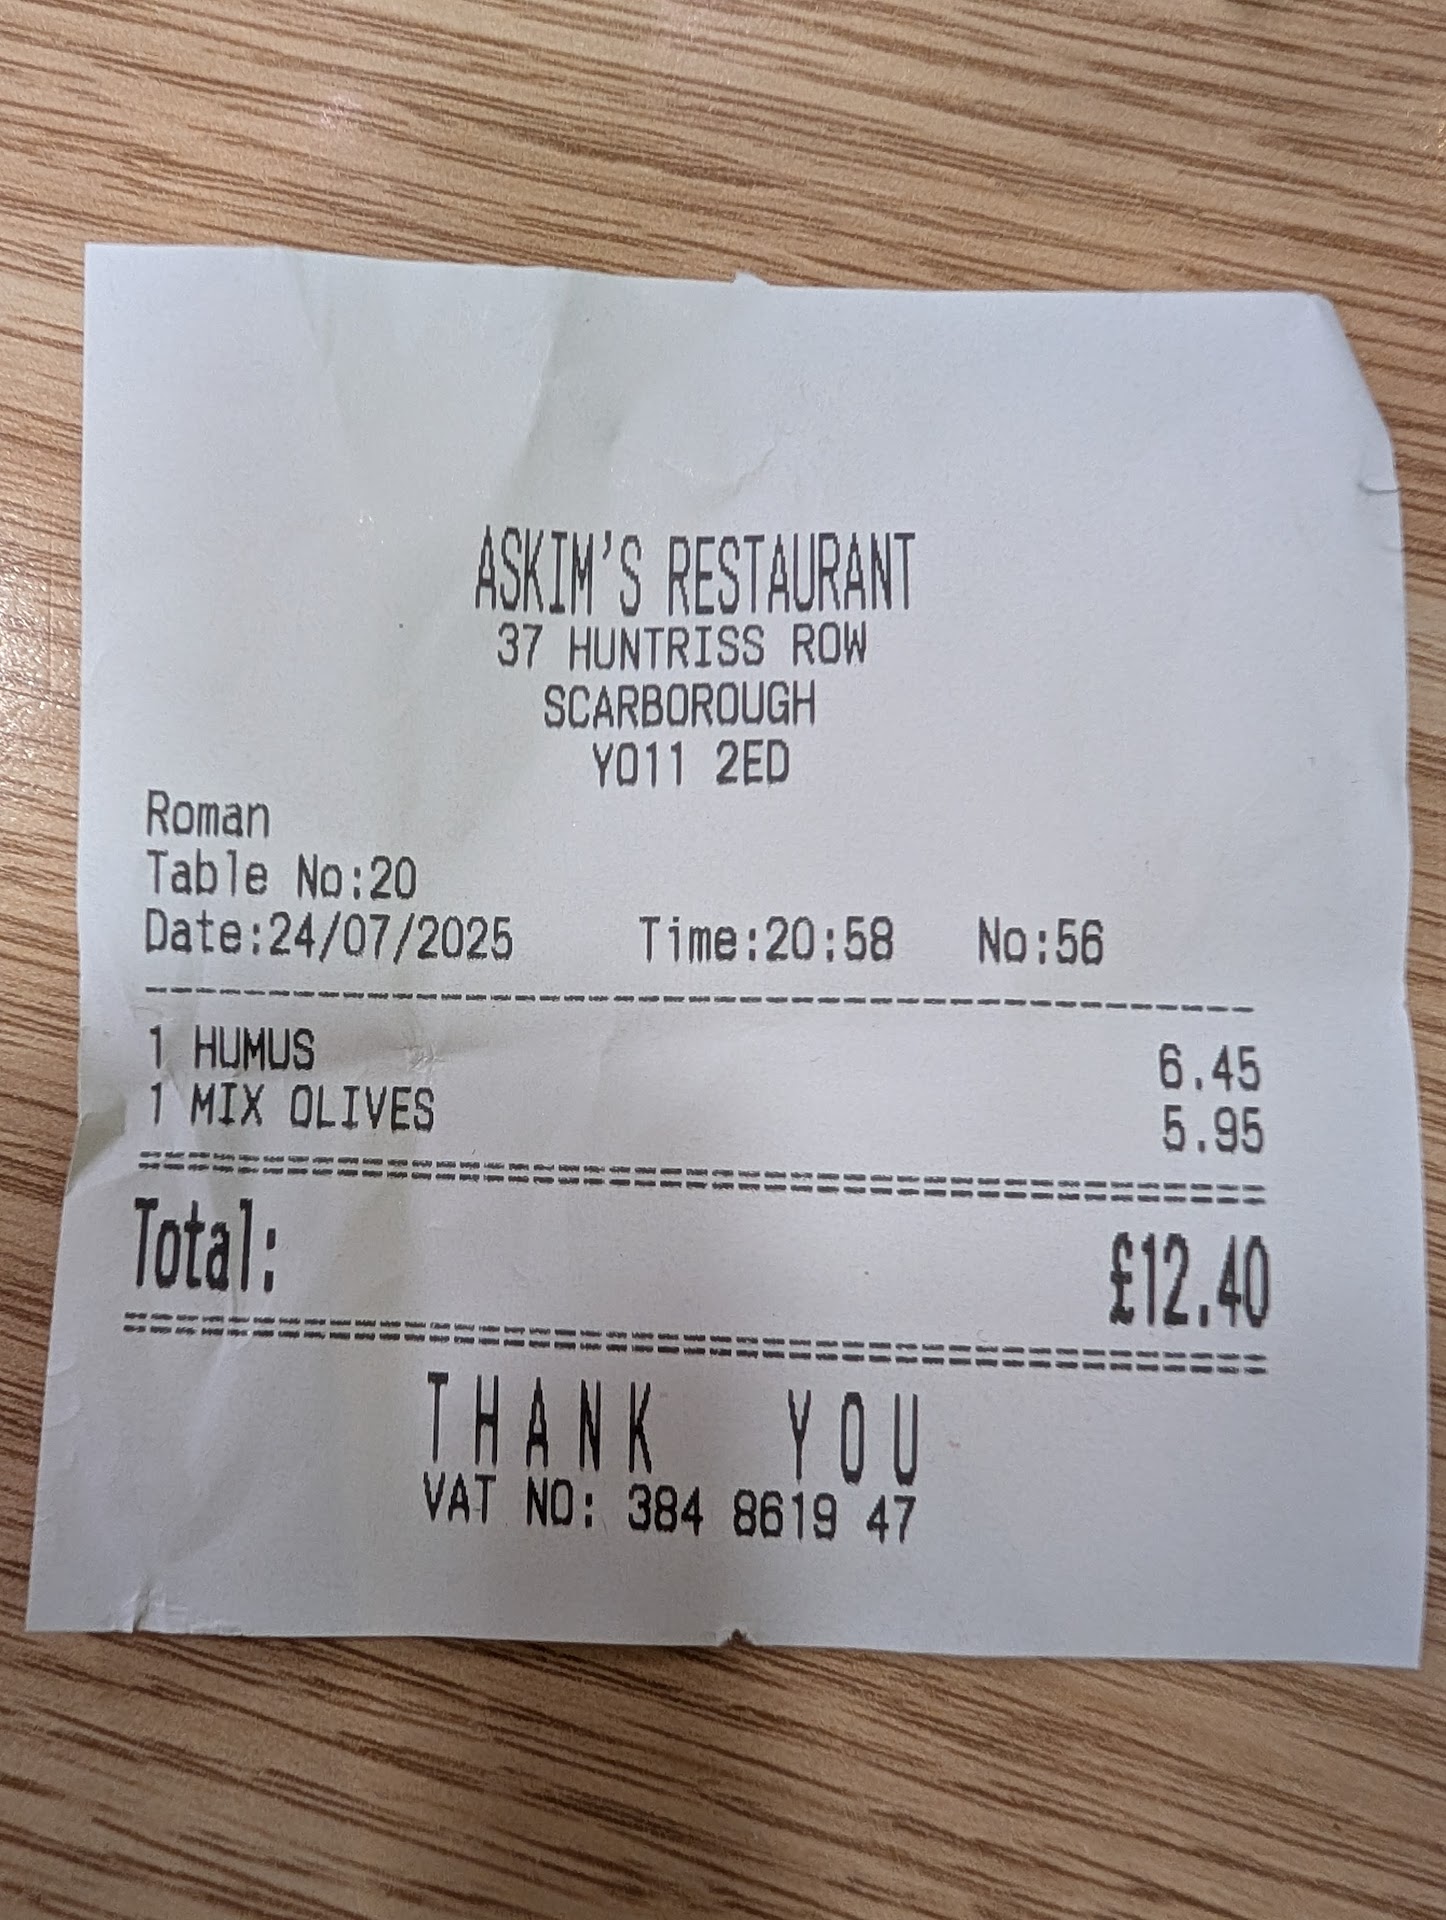 ASKIM'S RESTAURANT
37 HUNTRISS ROW
SCARBOROUGH
YO11 2ED
Roman
Table No:20
Date:24/07/2025 Time:20:58 No:56
1 HUMUS 6.45
1 MIX OLIVES 5.95
Total: £12.40
THANK YOU
VAT NO: 384 8619 47